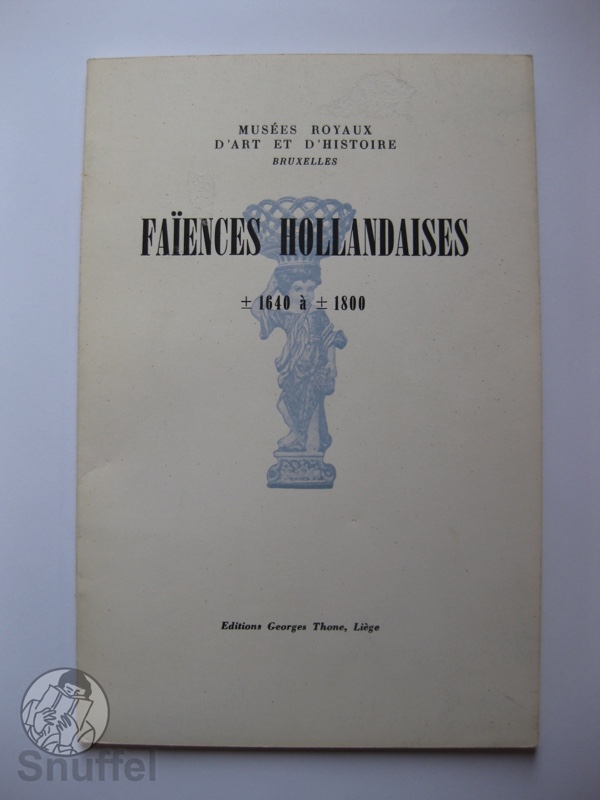 MUSÉES ROYAUX
D'ART ET D'HISTOIRE
BRUXELLES
FAÏENCES HOLLANDAISES
± 1640 à ± 1800
Editions Georges Thone, Liège
Snuffel